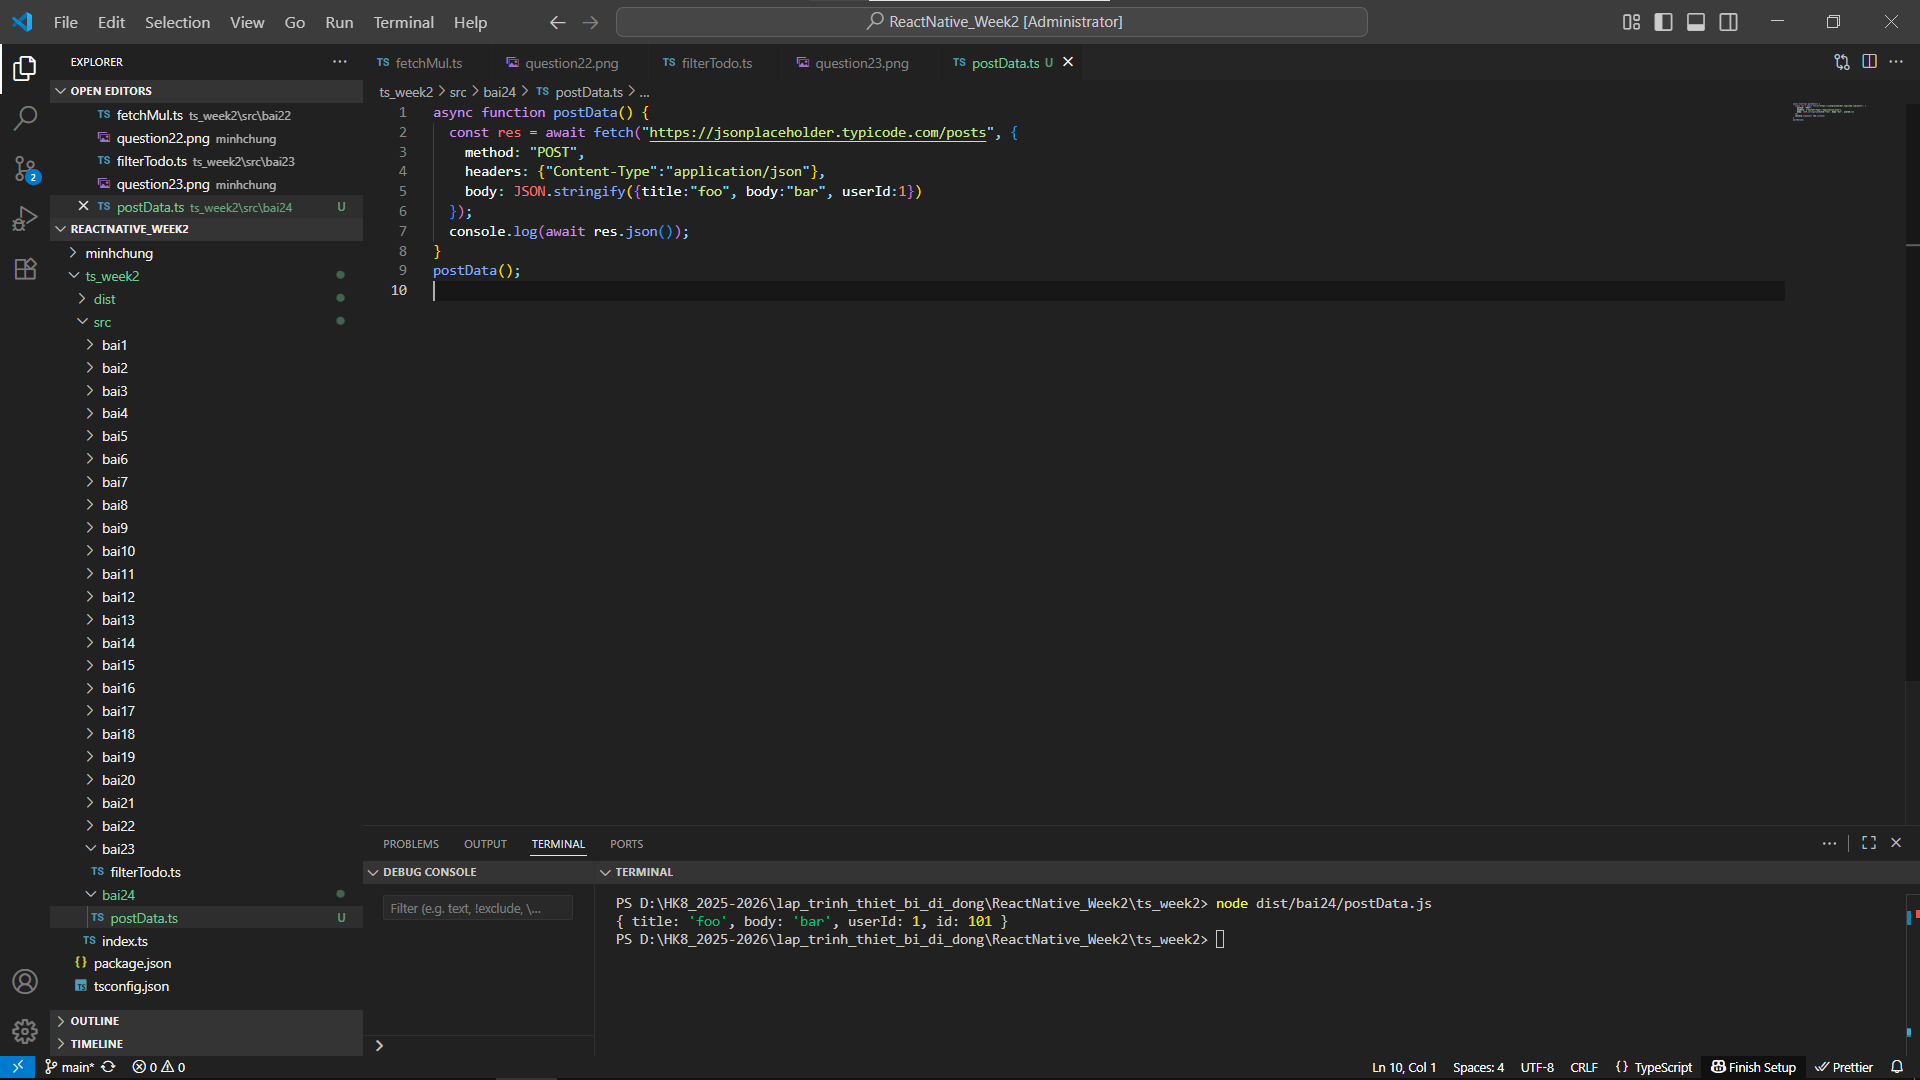 File Edit Selection View Go Run Terminal Help
ReactNative_Week2 [Administrator]
EXPLORER
OPEN EDITORS
TS fetchMul.ts ts_week2\src\bai22
question22.png minhchung
TS filterTodo.ts ts_week2\src\bai23
question23.png minhchung
TS postData.ts ts_week2\src\bai24 U
REACTNATIVE_WEEK2
minhchung
ts_week2
dist
src
bai1
bai2
bai3
bai4
bai5
bai6
bai7
bai8
bai9
bai10
bai11
bai12
bai13
bai14
bai15
bai16
bai17
bai18
bai19
bai20
bai21
bai22
bai23
TS filterTodo.ts
bai24
TS postData.ts U
TS index.ts
{} package.json
TS tsconfig.json
OUTLINE
TIMELINE
TS fetchMul.ts question22.png TS filterTodo.ts question23.png TS postData.ts U
ts_week2 > src > bai24 > TS postData.ts > ...
1 async function postData() {
2 const res = await fetch("https://jsonplaceholder.typicode.com/posts", {
3 method: "POST",
4 headers: {"Content-Type":"application/json"},
5 body: JSON.stringify({title:"foo", body:"bar", userId:1})
6 });
7 console.log(await res.json());
8 }
9 postData();
10
PROBLEMS OUTPUT TERMINAL PORTS
DEBUG CONSOLE
Filter (e.g. text, !exclude, \...
TERMINAL
PS D:\HK8_2025-2026\lap_trinh_thiet_bi_di_dong\ReactNative_Week2\ts_week2> node dist/bai24/postData.js
{ title: 'foo', body: 'bar', userId: 1, id: 101 }
PS D:\HK8_2025-2026\lap_trinh_thiet_bi_di_dong\ReactNative_Week2\ts_week2>
2
main* 0 0
Ln 10, Col 1 Spaces: 4 UTF-8 CRLF {} TypeScript Finish Setup Prettier